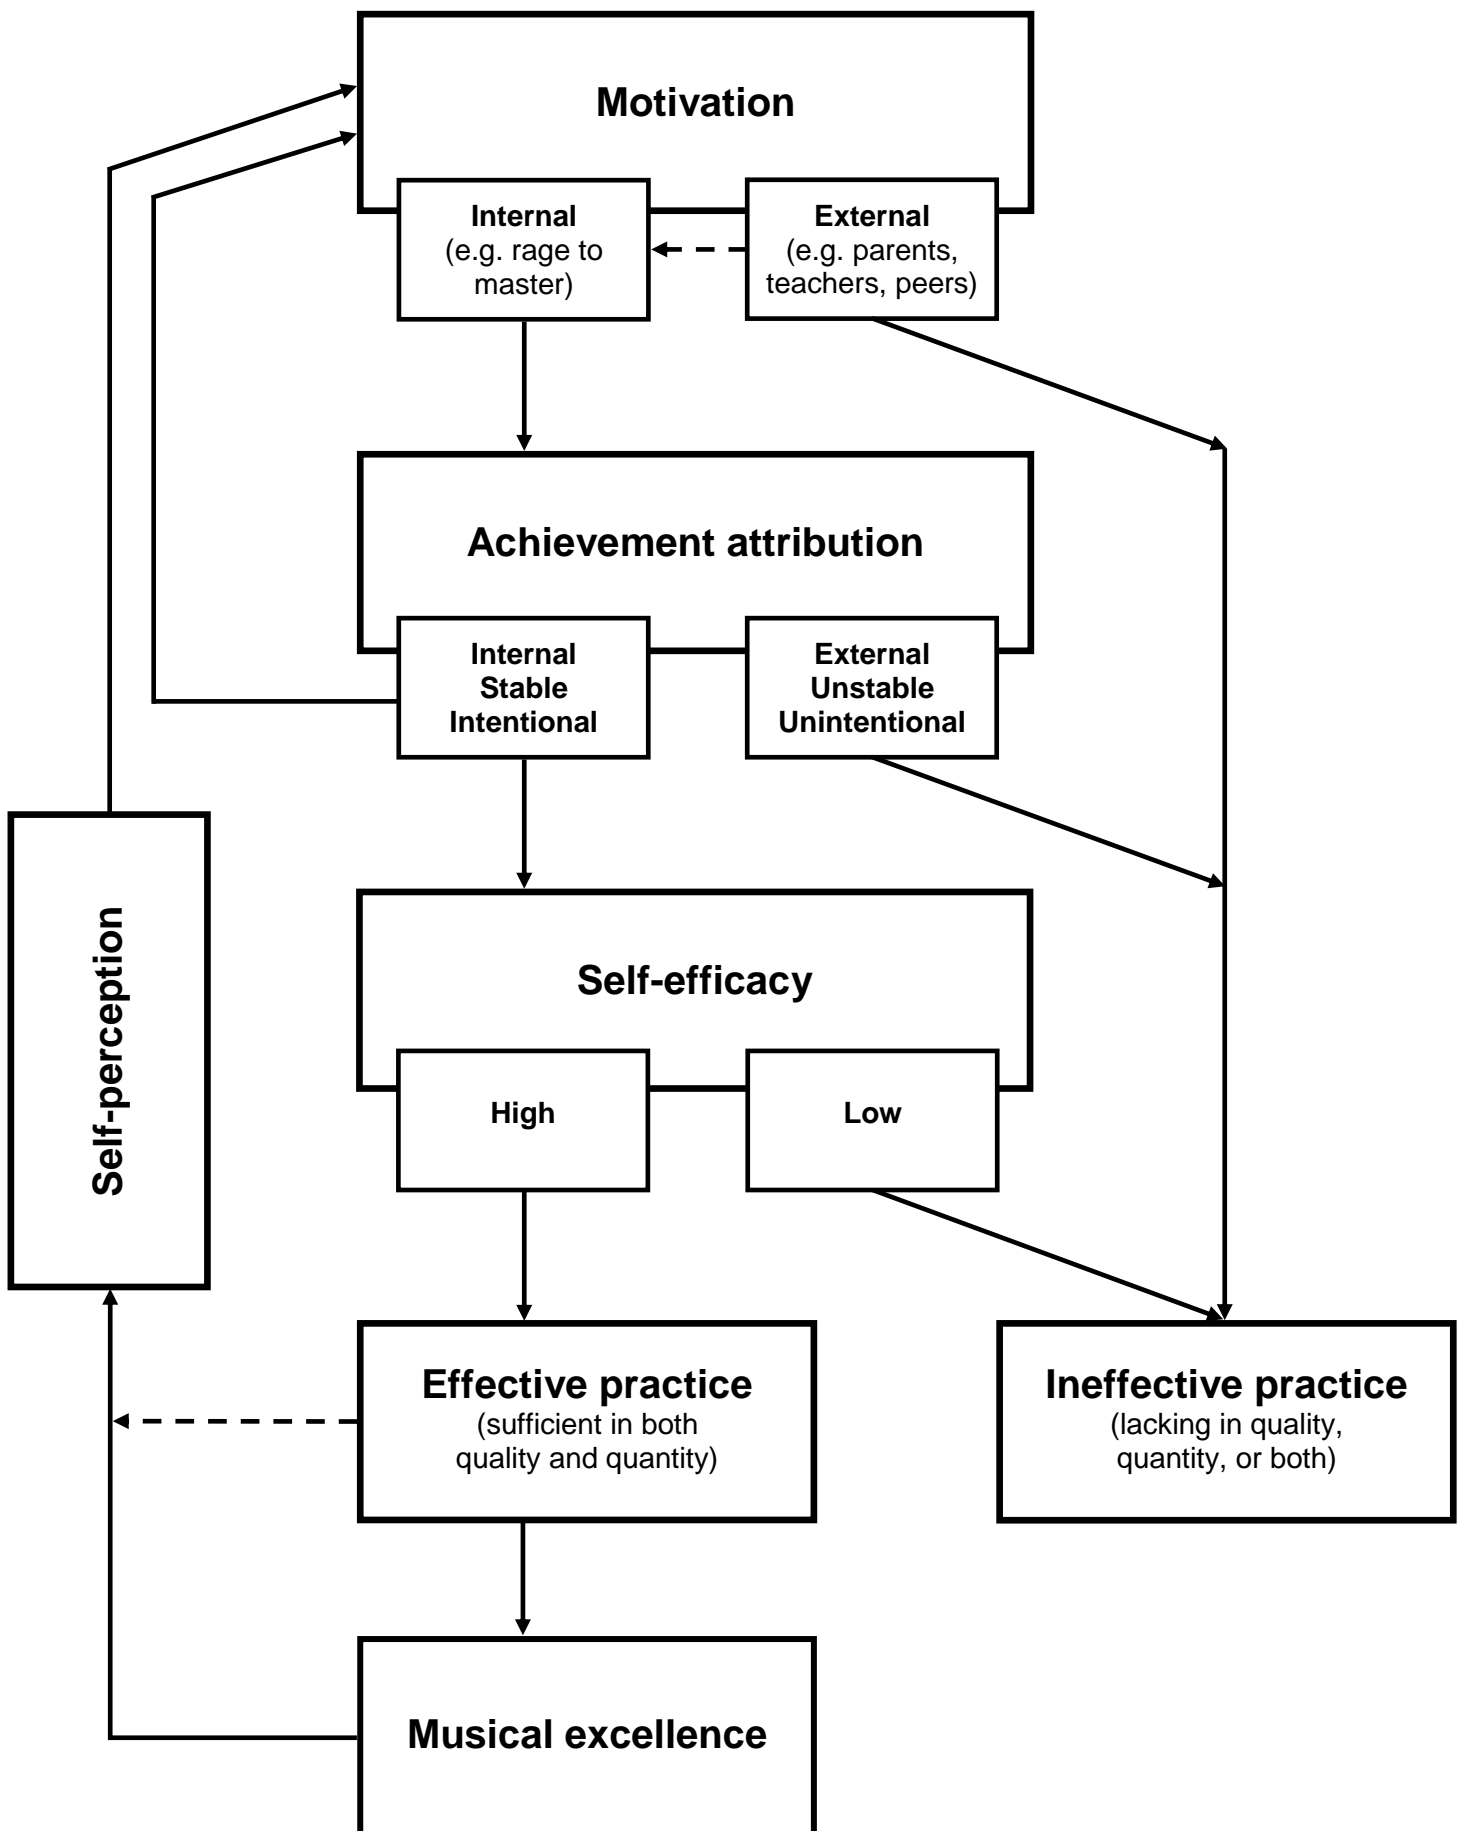 Motivation
Internal
(e.g. rage to
master)
External
(e.g. parents,
teachers, peers)
Achievement attribution
Internal
Stable
Intentional
External
Unstable
Unintentional
Self-perception
Self-efficacy
High
Low
Effective practice
(sufficient in both
quality and quantity)
Ineffective practice
(lacking in quality,
quantity, or both)
Musical excellence